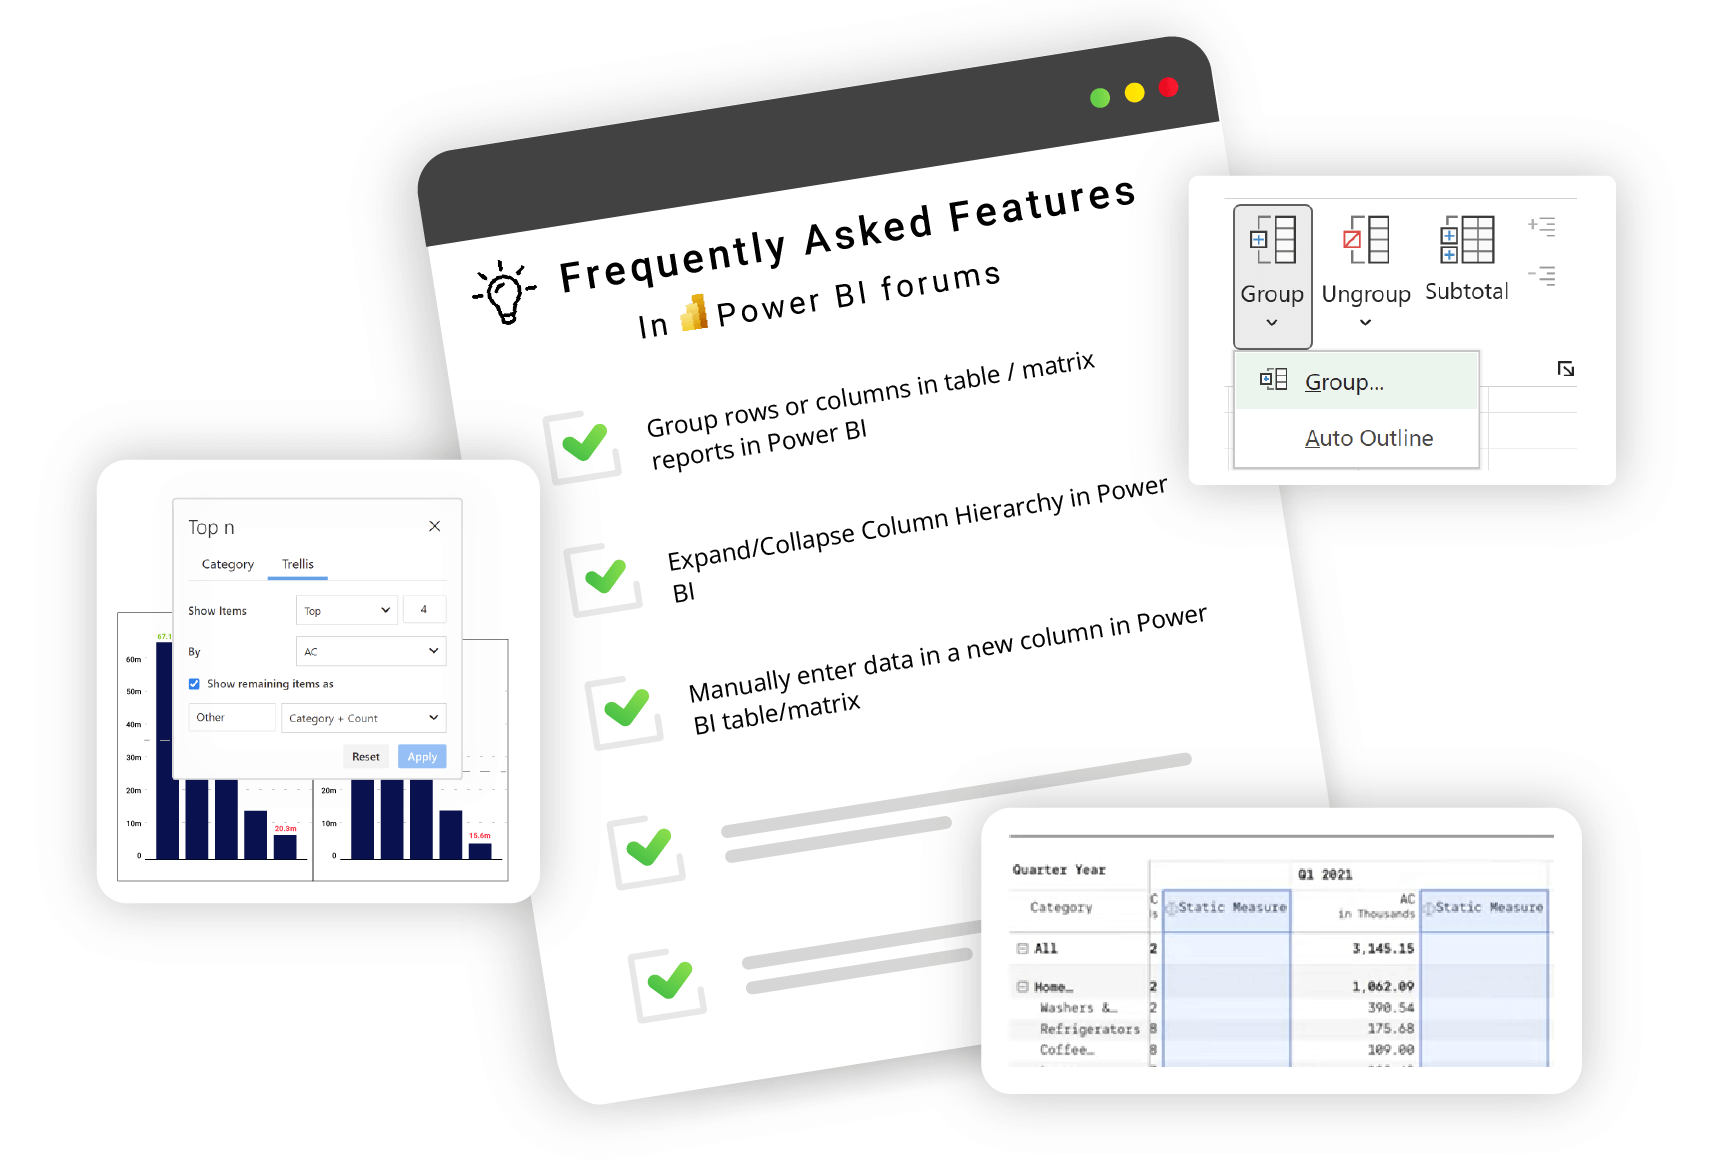 Frequently Asked Features
In Power BI forums
Group rows or columns in table / matrix
reports in Power BI
Expand/Collapse Column Hierarchy in Power
BI
Manually enter data in a new column in Power
BI table/matrix
Group
Ungroup
Subtotal
Group...
Auto Outline
Top n
Category Trellis
Show Items Top 4
By AC
Show remaining items as
Other Category + Count
Reset Apply
67.1
60m
50m
40m
30m
20m
10m
0
20.3m
20m
10m
0
15.6m
Quarter Year Q1 2021
Category Static Measure AC Static Measure
in Thousands
All 2 3,145.15
Home… 2 1,062.09
Washers &… 2 390.54
Refrigerators 8 175.68
Coffee… 8 109.00